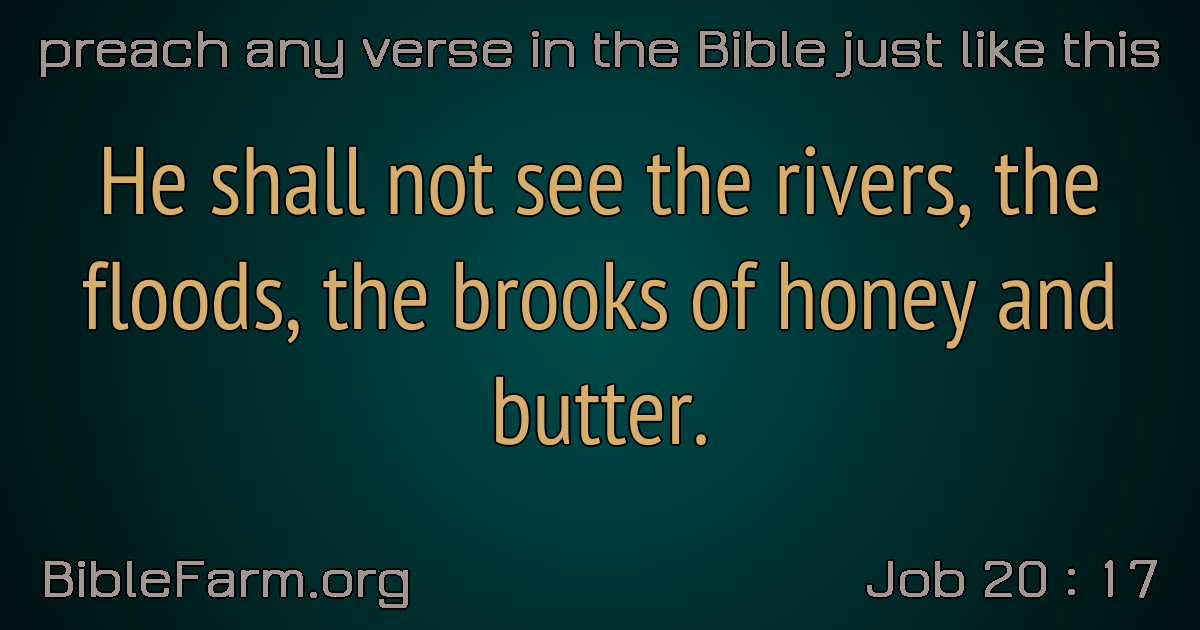 preach any verse in the Bible just like this
He shall not see the rivers, the
floods, the brooks of honey and
butter.
BibleFarm.org
Job 20 : 17